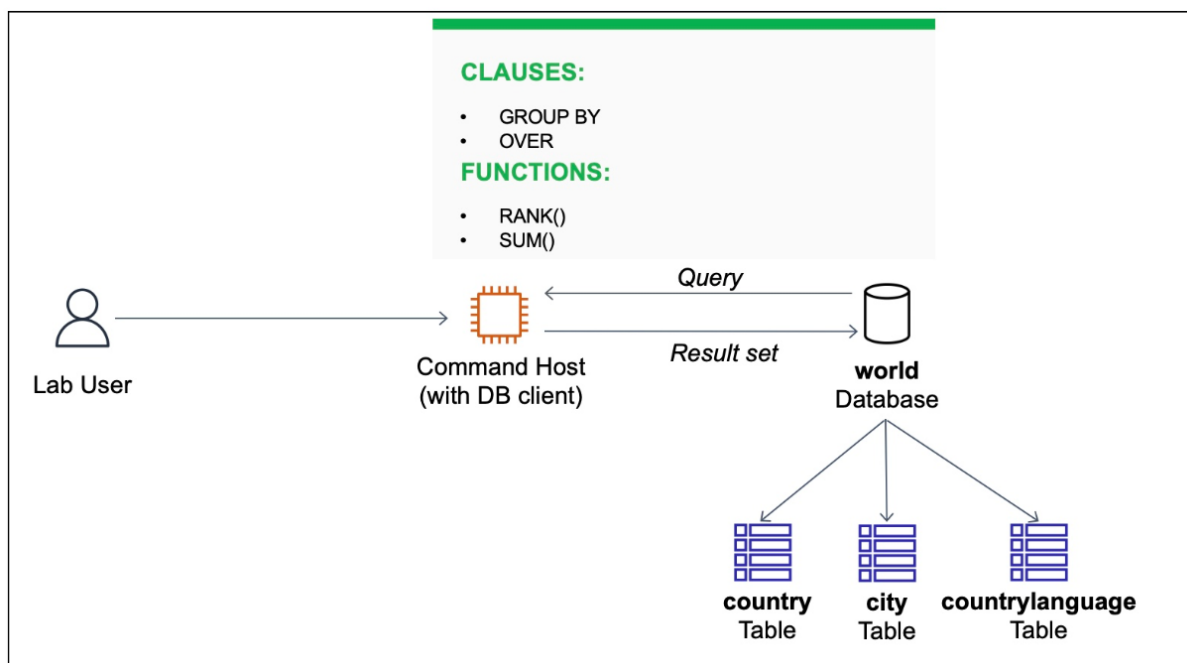 CLAUSES:
• GROUP BY
• OVER
FUNCTIONS:
• RANK()
• SUM()
Query
Result set
Lab User
Command Host
(with DB client)
world
Database
country
Table
city
Table
countrylanguage
Table